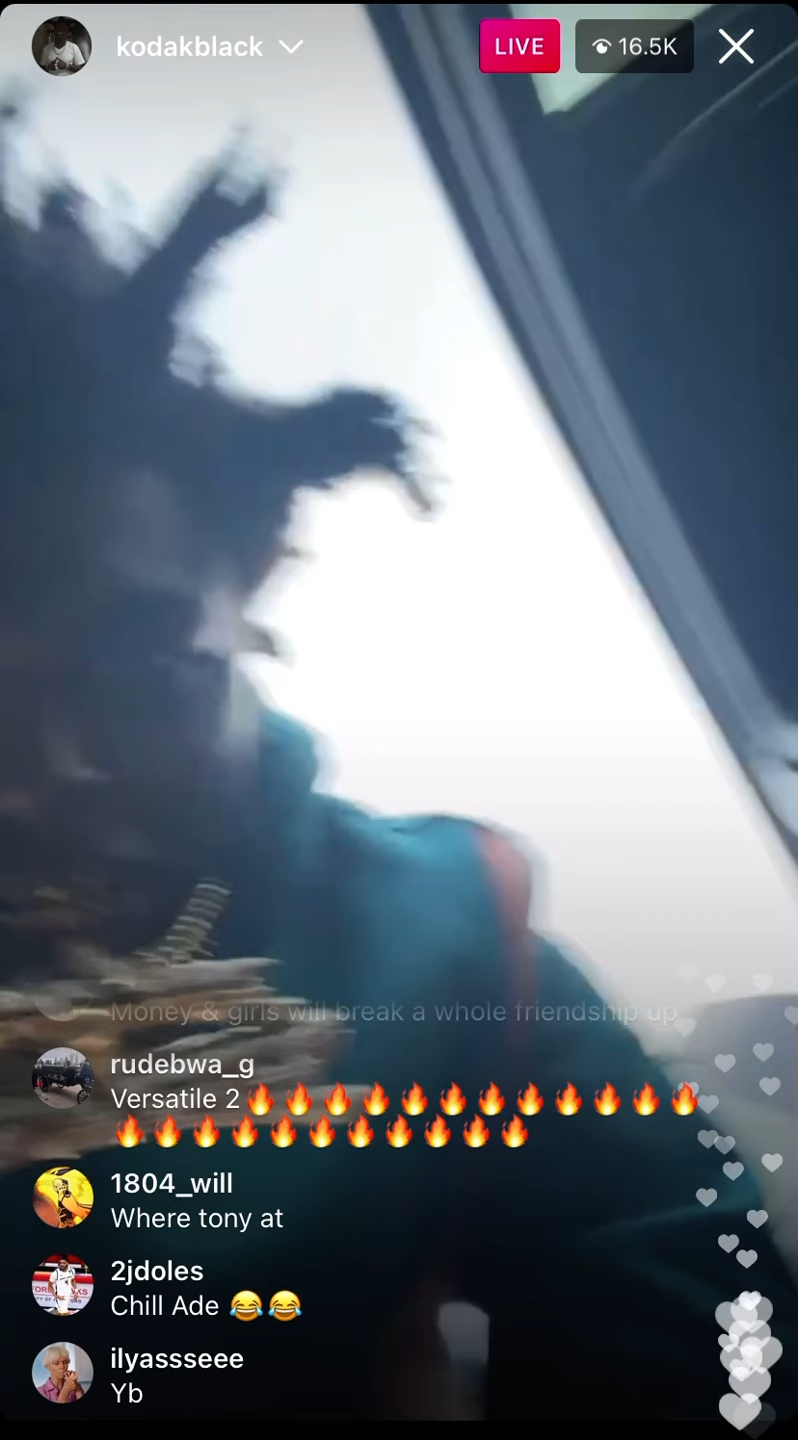 kodakblack
LIVE
16.5K
Money & girls will break a whole friendship up
rudebwa_g
Versatile 2🔥🔥🔥🔥🔥🔥🔥🔥🔥🔥🔥🔥
🔥🔥🔥🔥🔥🔥🔥🔥🔥🔥🔥
1804_will
Where tony at
2jdoles
Chill Ade 😂😂
ilyassseee
Yb